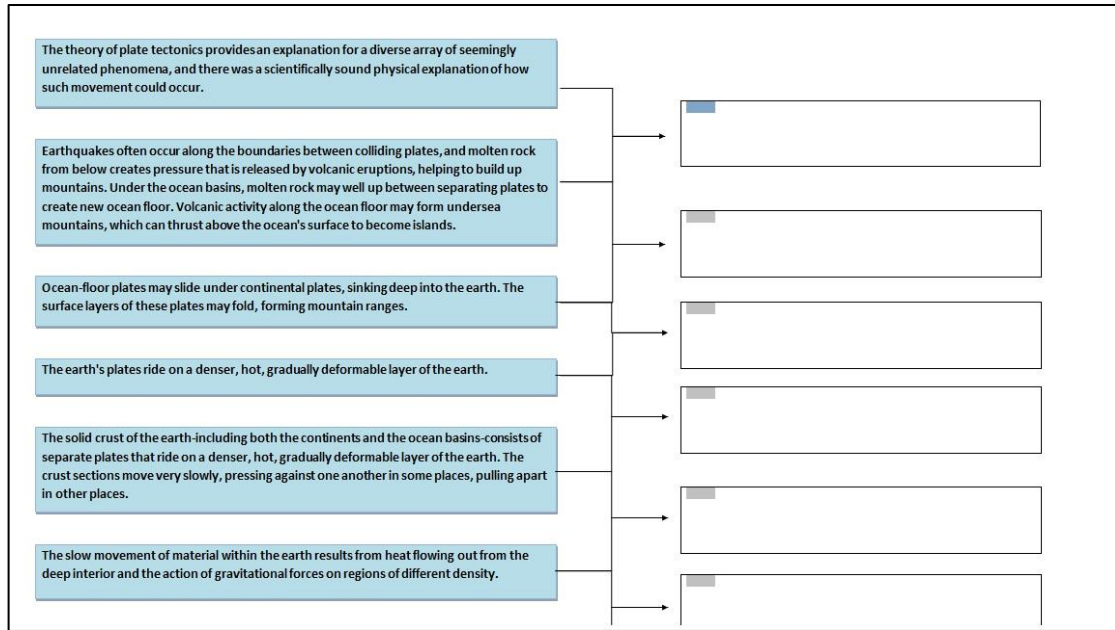 The theory of plate tectonics provides an explanation for a diverse array of seemingly
unrelated phenomena, and there was a scientifically sound physical explanation of how
such movement could occur.
Earthquakes often occur along the boundaries between colliding plates, and molten rock
from below creates pressure that is released by volcanic eruptions, helping to build up
mountains. Under the ocean basins, molten rock may well up between separating plates to
create new ocean floor. Volcanic activity along the ocean floor may form undersea
mountains, which can thrust above the ocean's surface to become islands.
Ocean-floor plates may slide under continental plates, sinking deep into the earth. The
surface layers of these plates may fold, forming mountain ranges.
The earth's plates ride on a denser, hot, gradually deformable layer of the earth.
The solid crust of the earth-including both the continents and the ocean basins-consists of
separate plates that ride on a denser, hot, gradually deformable layer of the earth. The
crust sections move very slowly, pressing against one another in some places, pulling apart
in other places.
The slow movement of material within the earth results from heat flowing out from the
deep interior and the action of gravitational forces on regions of different density.